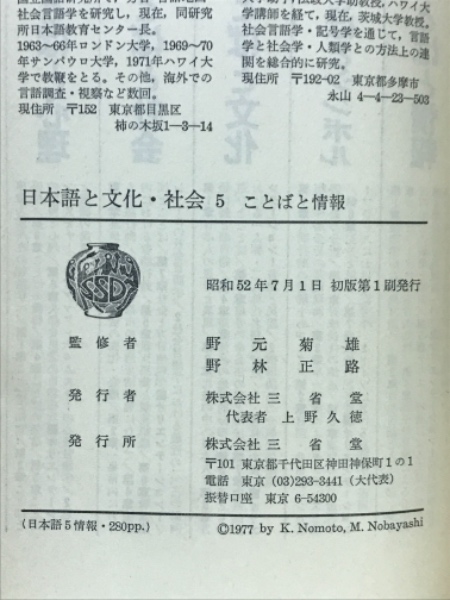 社会言語学を研究し，現在，同研究
所日本語教育センター長。
1963〜66年ロンドン大学，1969〜70
年サンパウロ大学，1971年ハワイ大
学で教鞭をとる。その他，海外での
言語調査・視察など数回。
現住所 〒152 東京都目黒区
柿の木坂1—3—14
学講師を経て，現在，茨城大学教授。
言語学・記号学を通じて，言語
学と社会学・人類学との方法上の連
関を総合的に研究。
現住所 〒192-02 東京都多摩市
永山 4—4—23—503
日本語と文化・社会 5 ことばと情報
SSD
昭和52年7月1日 初版第1刷発行
監修者 野元菊雄
野林正路
発行者 株式会社 三省堂
代表者 上野久徳
発行所 株式会社 三省堂
〒101 東京都千代田区神田神保町1の1
電話 東京 (03)293-3441 (大代表)
振替口座 東京 6-54300
(日本語5情報・280pp.) ©1977 by K. Nomoto, M. Nobayashi